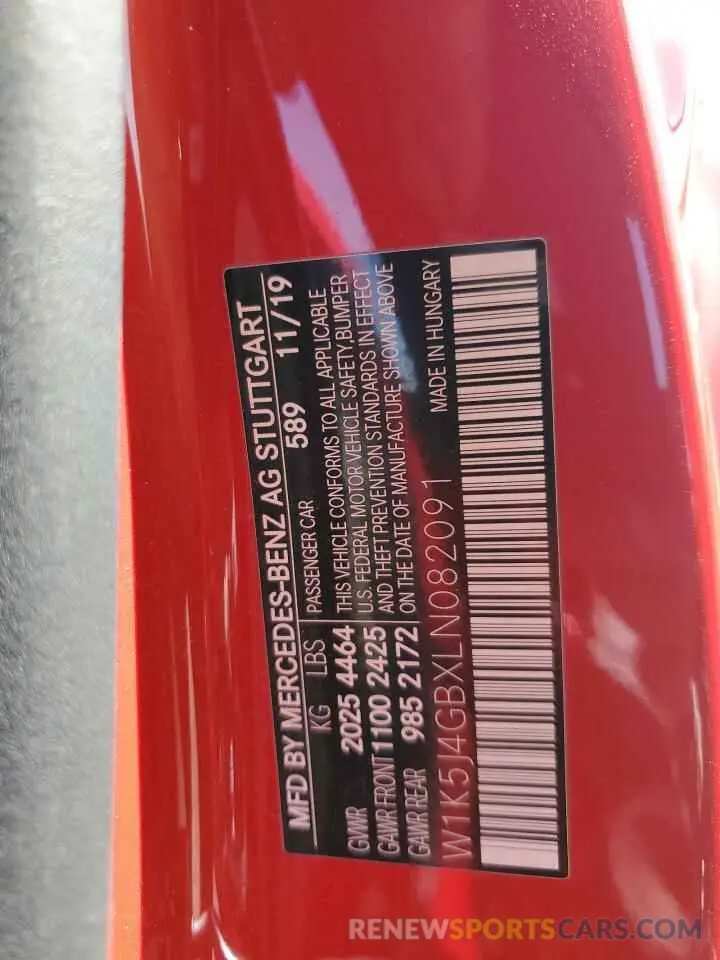 MFD BY MERCEDES-BENZ AG STUTTGART
KG LBS PASSENGER CAR 589 11/19
GVWR 2025 4464 THIS VEHICLE CONFORMS TO ALL APPLICABLE
U.S. FEDERAL MOTOR VEHICLE SAFETY,BUMPER
GAWR FRONT 1100 2425 AND THEFT PREVENTION STANDARDS IN EFFECT
GAWR REAR 985 2172 ON THE DATE OF MANUFACTURE SHOWN ABOVE
W1K5J4GBXLN082091 MADE IN HUNGARY
RENEWSPORTSCARS.COM